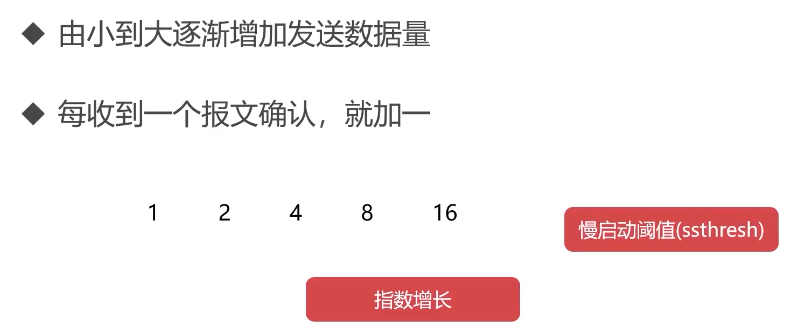 由小到大逐渐增加发送数据量
每收到一个报文确认，就加一
1 2 4 8 16
慢启动阈值(ssthresh)
指数增长